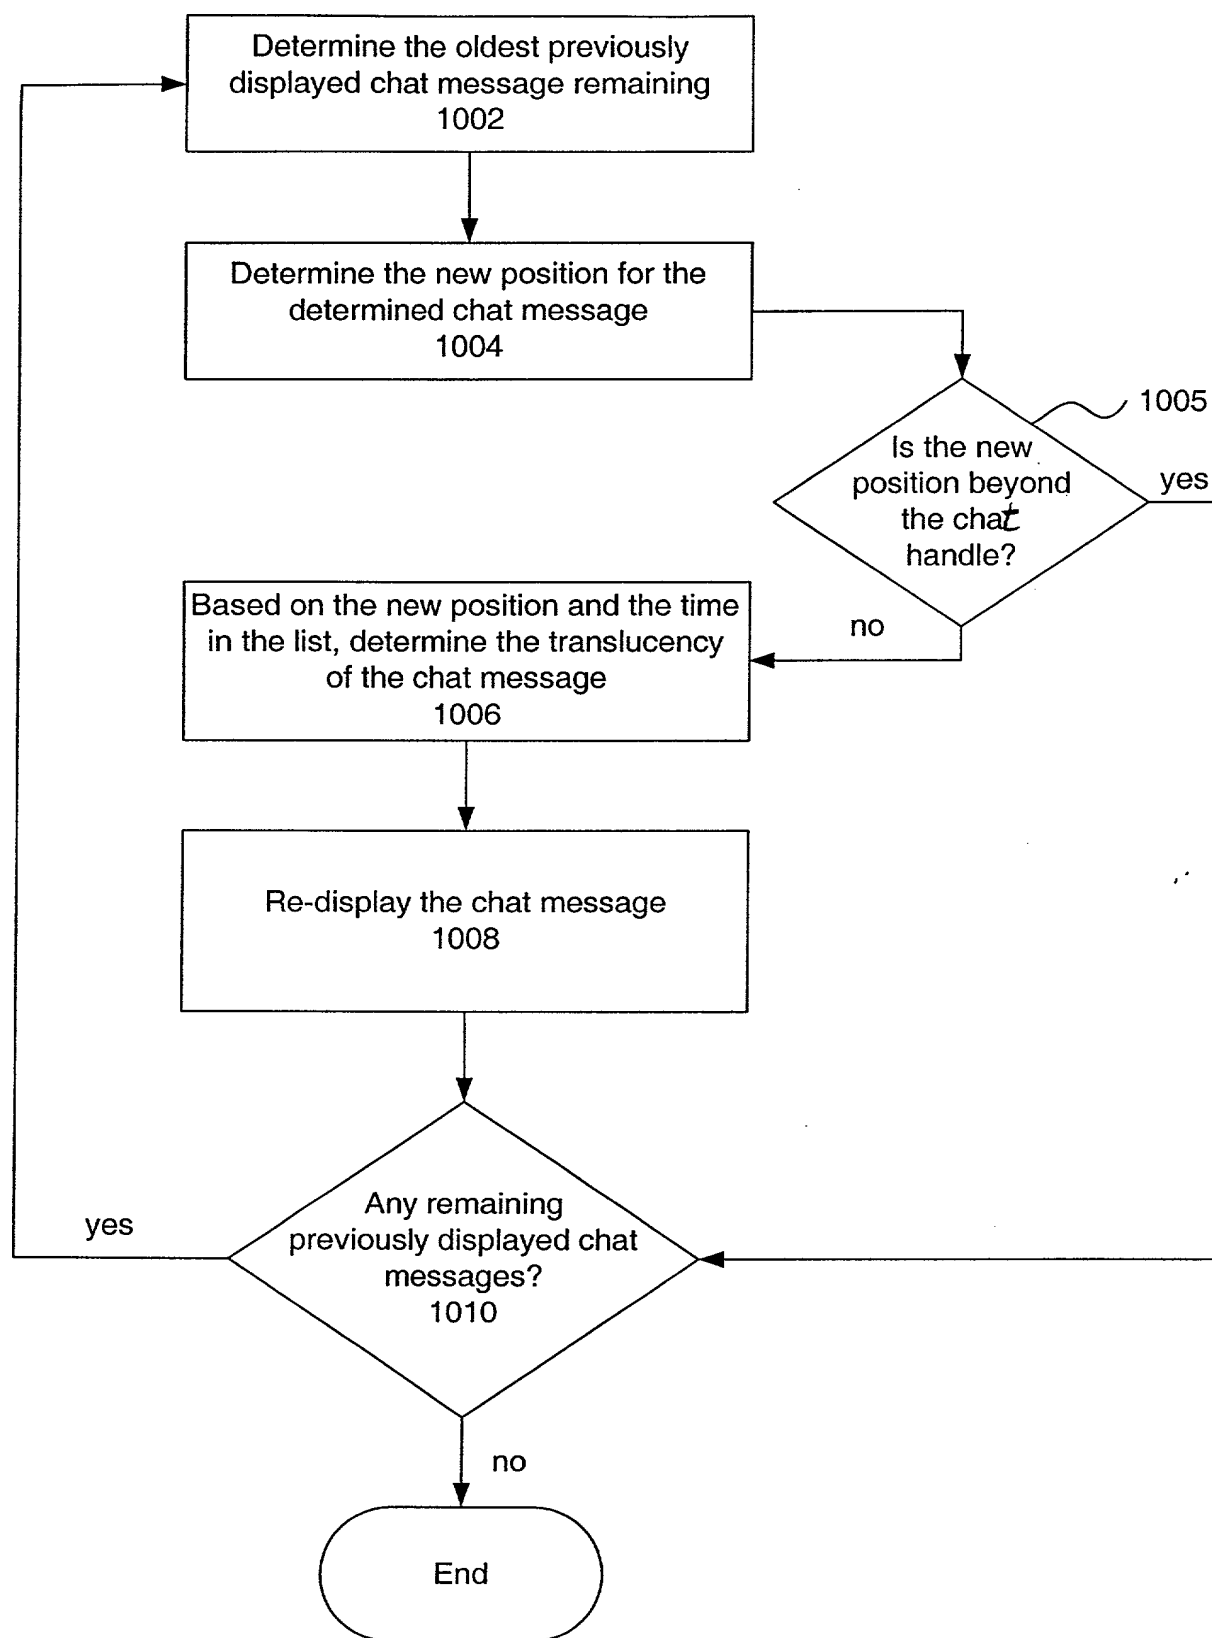 Determine the oldest previously
displayed chat message remaining
1002
Determine the new position for the
determined chat message
1004
1005
Is the new
position beyond
the chat
handle?
yes
no
Based on the new position and the time
in the list, determine the translucency
of the chat message
1006
Re-display the chat message
1008
Any remaining
previously displayed chat
messages?
1010
yes
no
End